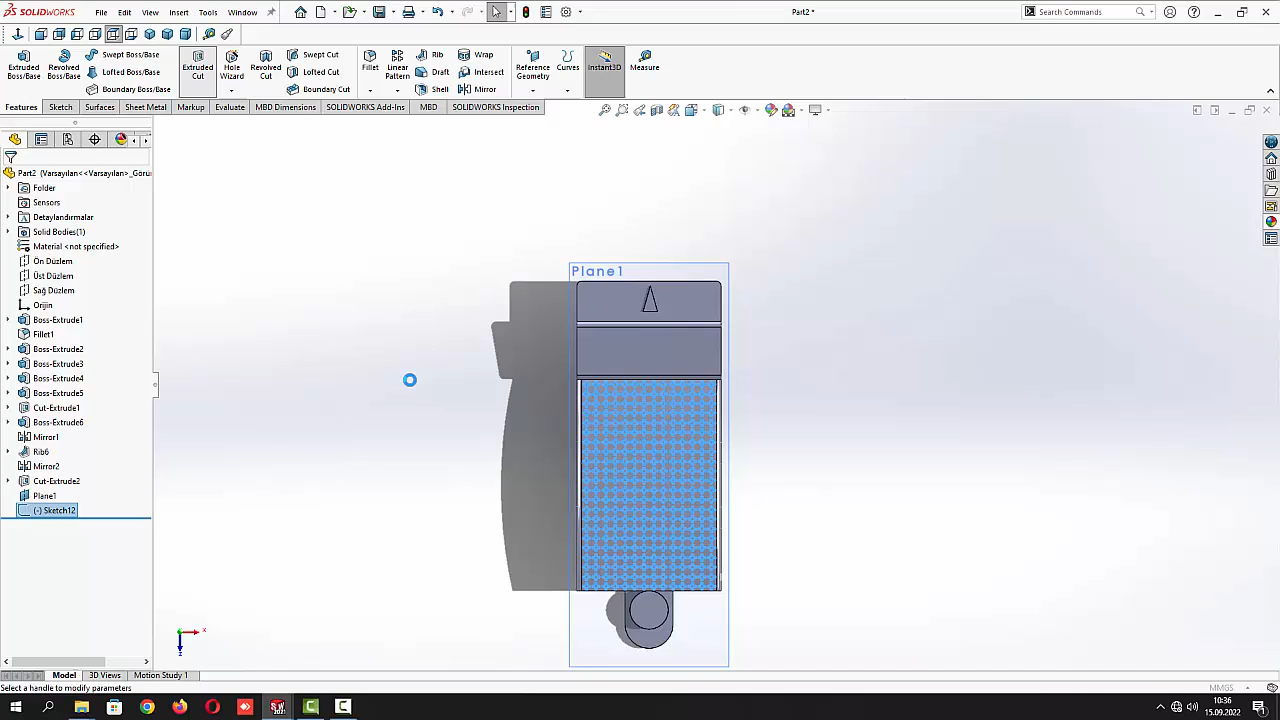 SOLIDWORKS File Edit View Insert Tools Window Part2 * Search Commands
Extruded Boss/Base
Revolved Boss/Base
Swept Boss/Base
Lofted Boss/Base
Boundary Boss/Base
Extruded Cut
Hole Wizard
Revolved Cut
Swept Cut
Lofted Cut
Boundary Cut
Fillet
Linear Pattern
Rib
Draft
Shell
Wrap
Intersect
Mirror
Reference Geometry
Curves
Instant3D
Measure
Features Sketch Surfaces Sheet Metal Markup Evaluate MBD Dimensions SOLIDWORKS Add-Ins MBD SOLIDWORKS Inspection
Part2 (Varsayılan<<Varsayılan>_Görü
Folder
Sensors
Detaylandırmalar
Solid Bodies(1)
Material <not specified>
Ön Düzlem
Üst Düzlem
Sağ Düzlem
Orijin
Boss-Extrude1
Fillet1
Boss-Extrude2
Boss-Extrude3
Boss-Extrude4
Boss-Extrude5
Cut-Extrude1
Boss-Extrude6
Mirror1
Rib6
Mirror2
Cut-Extrude2
Plane1
(-) Sketch12
Plane1
x
z
Model 3D Views Motion Study 1
Select a handle to modify parameters
MMGS
10:36
15.09.2022